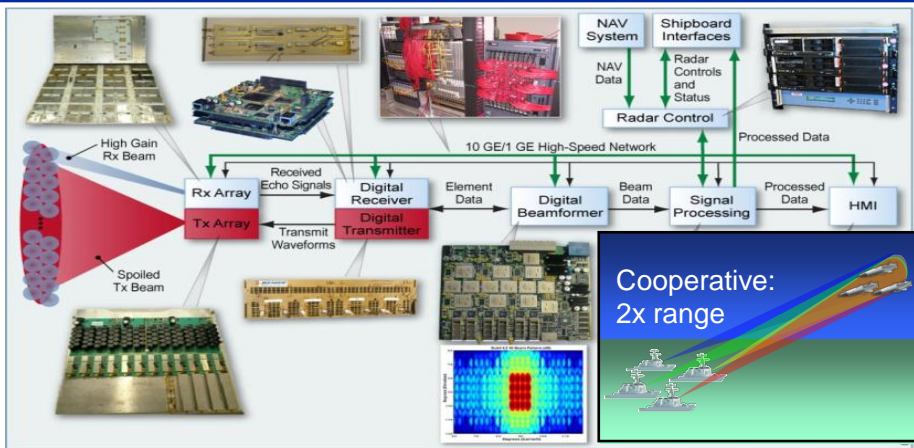 NAV
System
Shipboard
Interfaces
NAV
Data
Radar
Controls
and
Status
Radar Control
Processed Data
High Gain
Rx Beam
10 GE/1 GE High-Speed Network
Rx Array
Tx Array
Received
Echo Signals
Transmit
Waveforms
Digital
Receiver
Digital
Transmitter
Element
Data
Digital
Beamformer
Beam
Data
Signal
Processing
Processed
Data
HMI
Spoiled
Tx Beam
Cooperative:
2x range